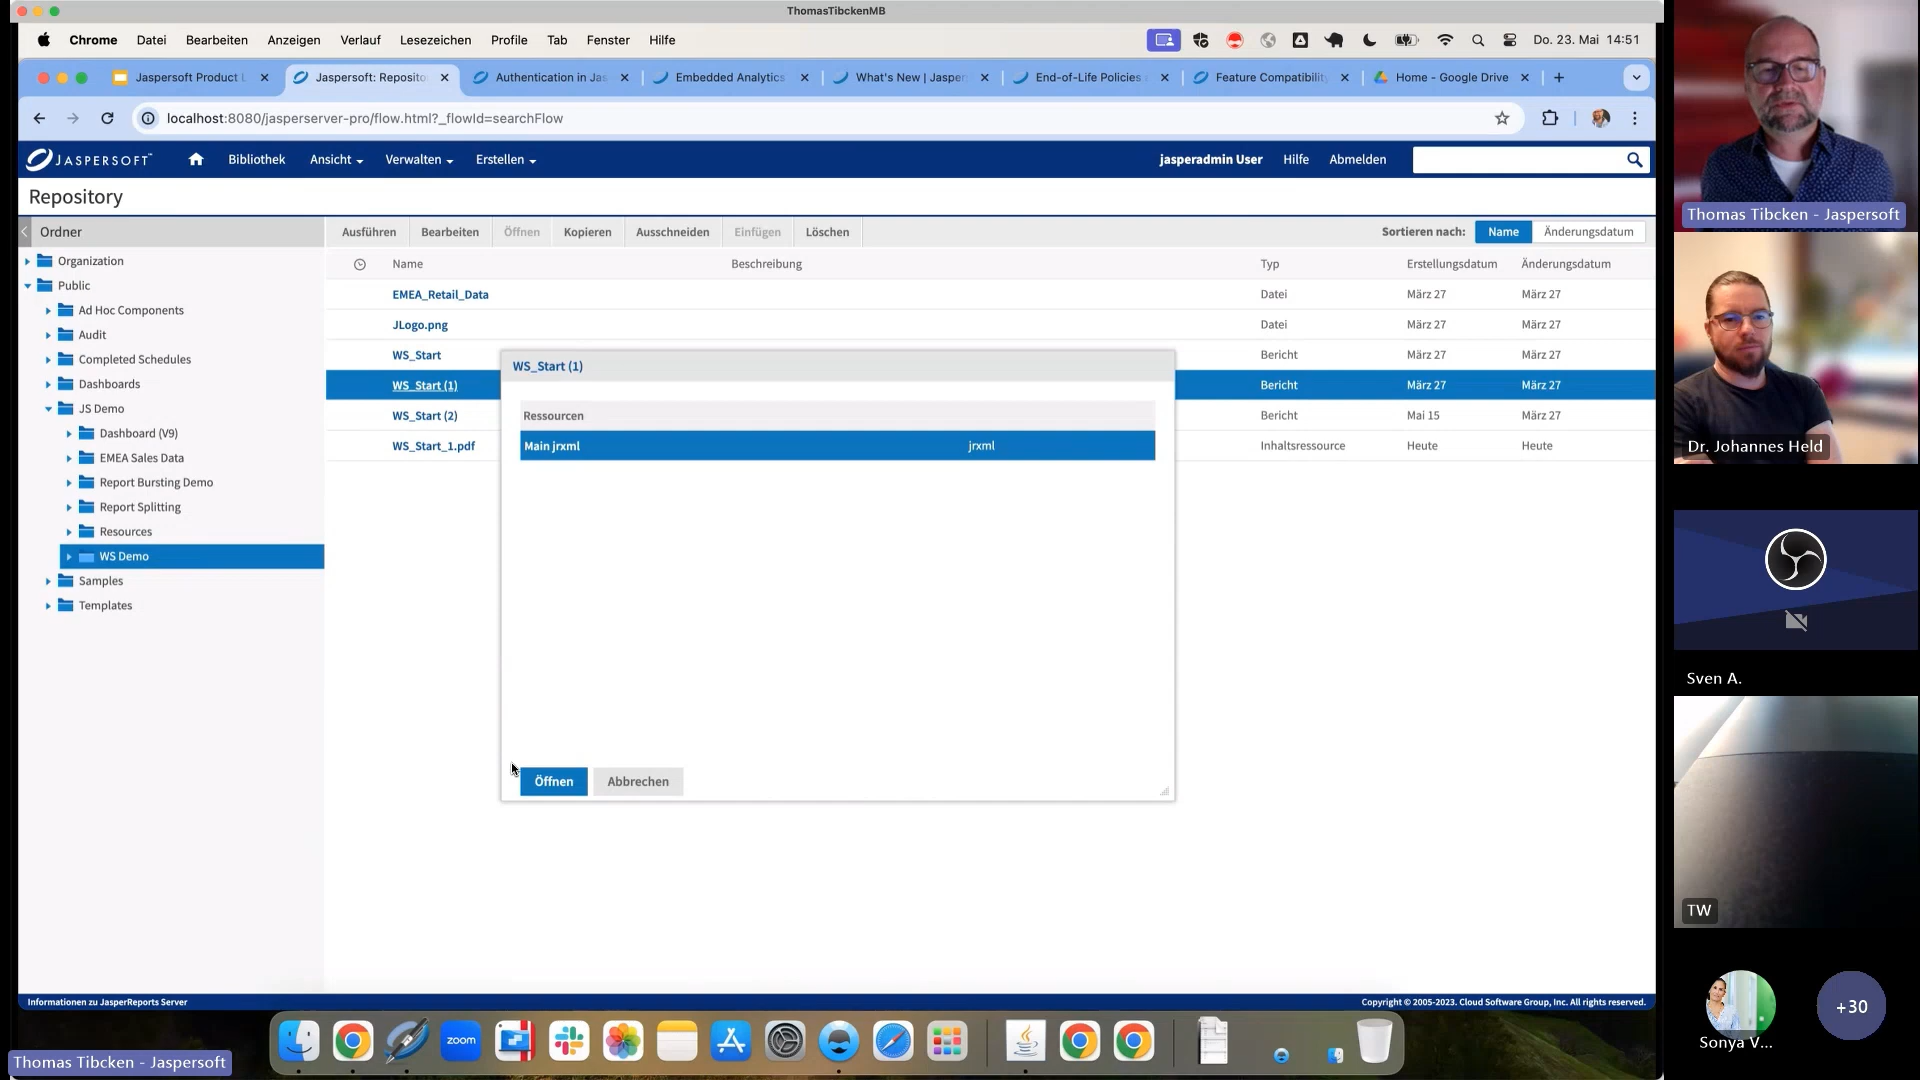 ThomasTibckenMB
Chrome Datei Bearbeiten Anzeigen Verlauf Lesezeichen Profile Tab Fenster Hilfe Do. 23. Mai 14:51
Jaspersoft Product Jaspersoft: Reposito Authentication in Jas Embedded Analytics What's New | Jasper End-of-Life Policies Feature Compatibility Home - Google Drive
localhost:8080/jasperserver-pro/flow.html?_flowId=searchFlow
JASPERSOFT Bibliothek Ansicht Verwalten Erstellen jasperadmin User Hilfe Abmelden
Repository
Ordner
Ausführen Bearbeiten Öffnen Kopieren Ausschneiden Einfügen Löschen Sortieren nach: Name Änderungsdatum
Organization
Public
Ad Hoc Components
Audit
Completed Schedules
Dashboards
JS Demo
Dashboard (V9)
EMEA Sales Data
Report Bursting Demo
Report Splitting
Resources
WS Demo
Samples
Templates
Name Beschreibung Typ Erstellungsdatum Änderungsdatum
EMEA_Retail_Data Datei März 27 März 27
JLogo.png Datei März 27 März 27
WS_Start Bericht März 27 März 27
WS_Start (1) Bericht März 27 März 27
WS_Start (2) Bericht Mai 15 März 27
WS_Start_1.pdf Inhaltsressource Heute Heute
WS_Start (1)
Ressourcen
Main jrxml jrxml
Öffnen Abbrechen
Informationen zu JasperReports Server Copyright © 2005-2023. Cloud Software Group, Inc. All rights reserved.
zoom
Thomas Tibcken - Jaspersoft
Thomas Tibcken - Jaspersoft
Dr. Johannes Held
Sven A.
TW
Sonya V...
+30